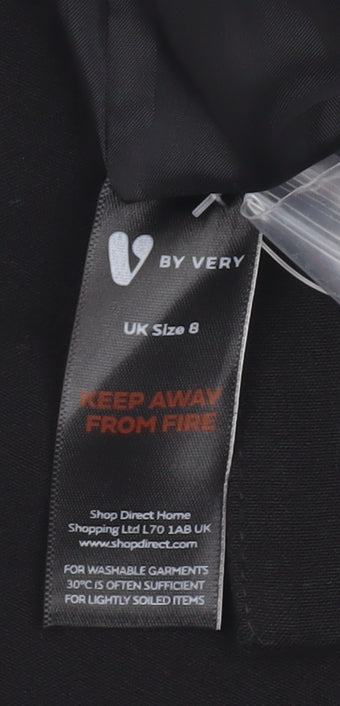 V BY VERY
UK Size 8
KEEP AWAY
FROM FIRE
Shop Direct Home
Shopping Ltd L70 1AB UK
www.shopdirect.com
FOR WASHABLE GARMENTS
30°C IS OFTEN SUFFICIENT
FOR LIGHTLY SOILED ITEMS